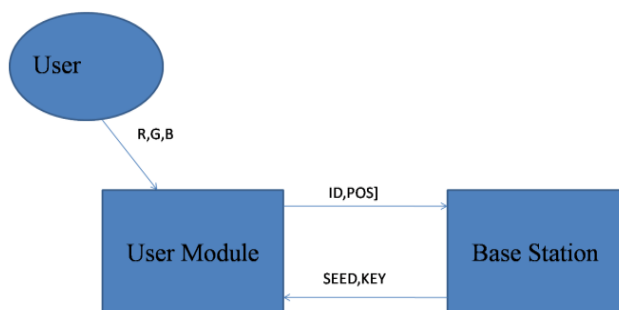 User
R,G,B
ID,POS]
User Module
Base Station
SEED,KEY